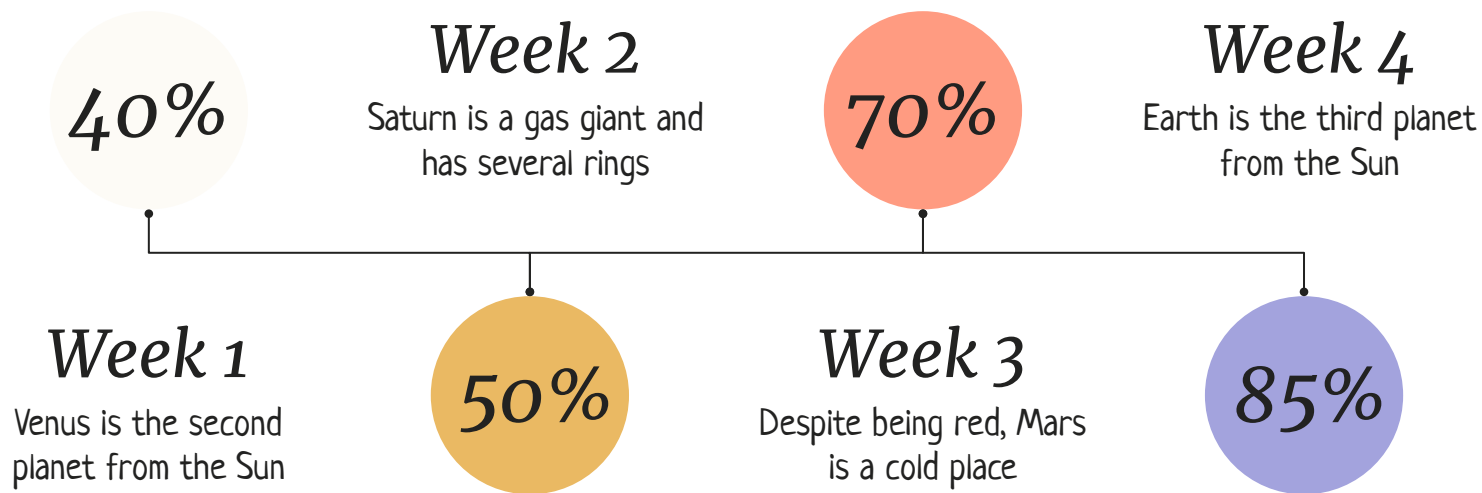 40%
Week 1
Venus is the second
planet from the Sun
Week 2
Saturn is a gas giant and
has several rings
50%
70%
Week 3
Despite being red, Mars
is a cold place
Week 4
Earth is the third planet
from the Sun
85%